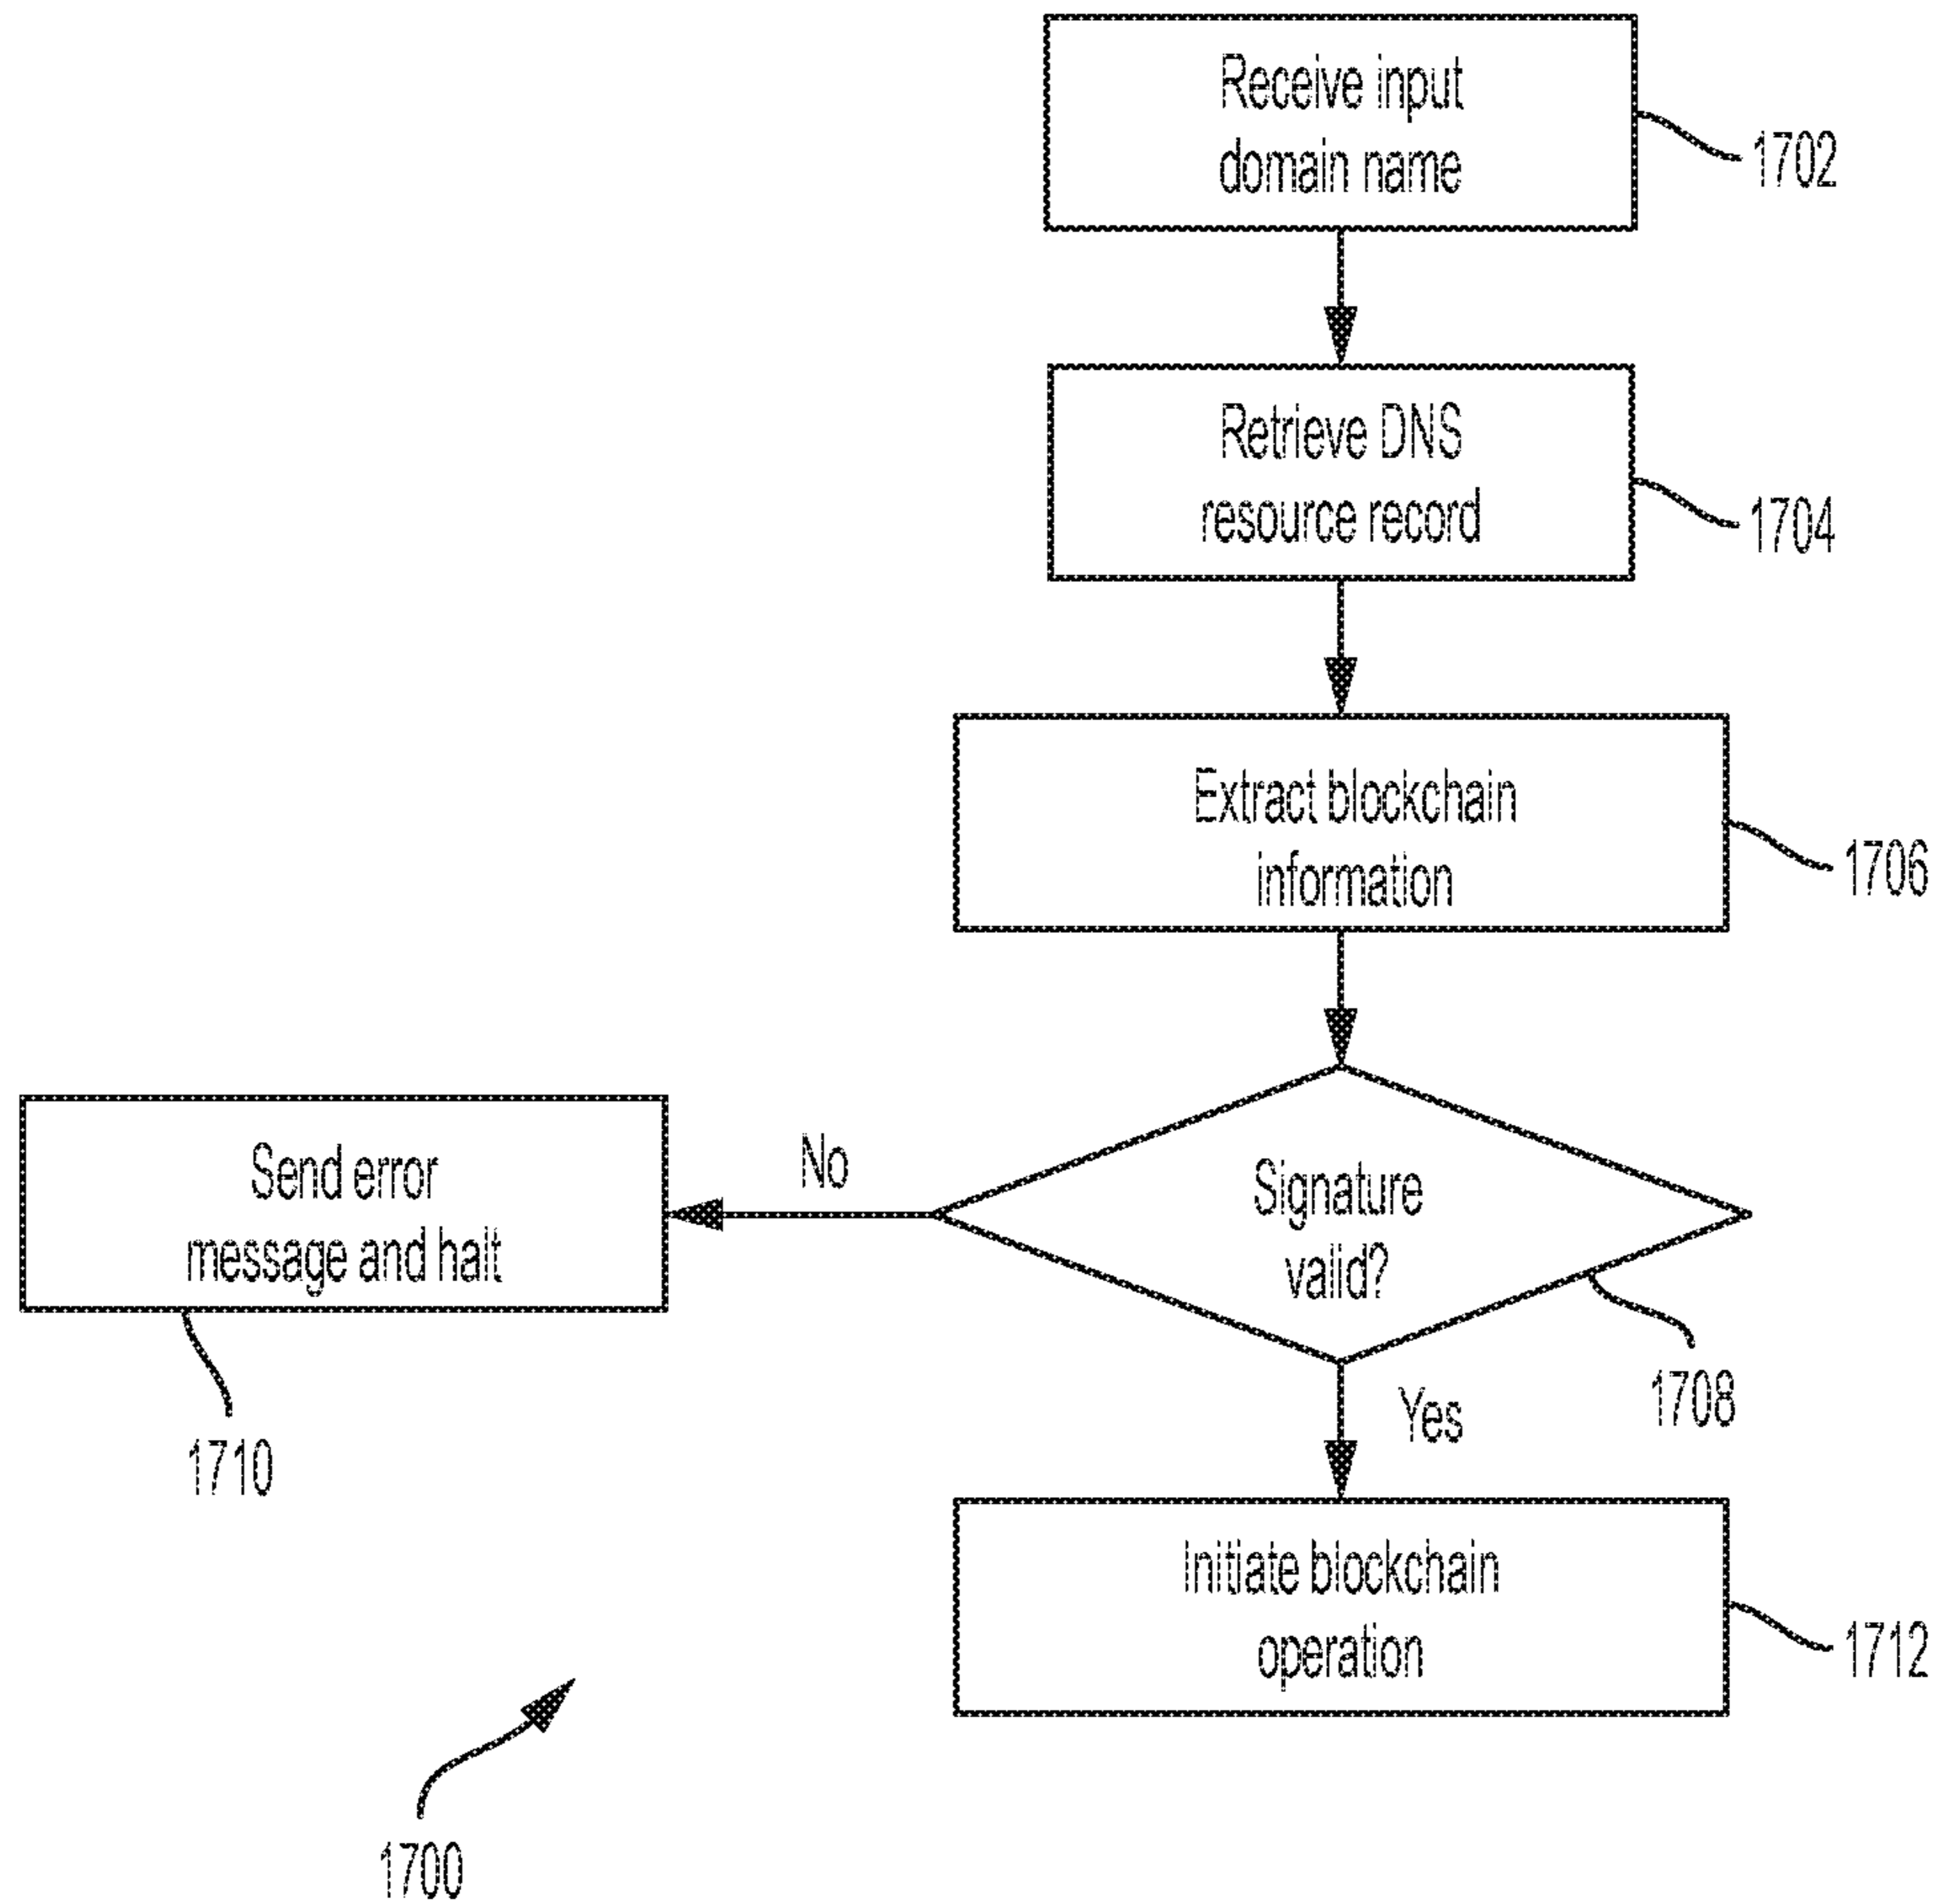 Receive input
domain name
1702
Retrieve DNS
resource record
1704
Extract blockchain
information
1706
Signature
valid?
1708
No
Send error
message and halt
1710
Yes
Initiate blockchain
operation
1712
1700